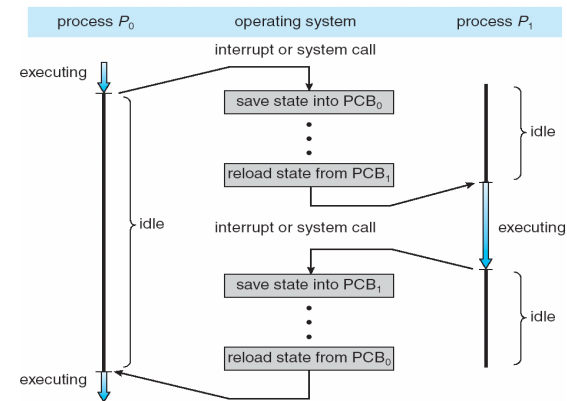 process P₀ operating system process P₁
interrupt or system call
executing
save state into PCB₀
idle
reload state from PCB₁
idle
interrupt or system call
executing
save state into PCB₁
idle
reload state from PCB₀
executing